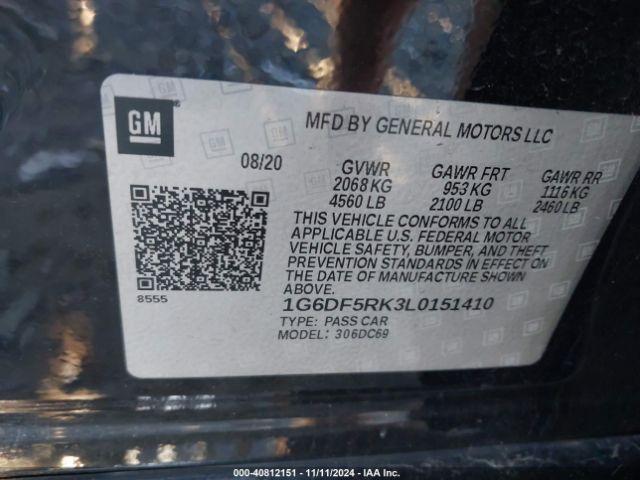 GM
MFD BY GENERAL MOTORS LLC
08/20 GVWR GAWR FRT GAWR RR
2068 KG 953 KG 1116 KG
4560 LB 2100 LB 2460 LB
THIS VEHICLE CONFORMS TO ALL
APPLICABLE U.S. FEDERAL MOTOR
VEHICLE SAFETY, BUMPER, AND THEFT
PREVENTION STANDARDS IN EFFECT ON
THE DATE OF MANUFACTURE SHOWN
ABOVE.
8555
1G6DF5RK3L0151410
TYPE: PASS CAR
MODEL: 306DC69
000-40812151 - 11/11/2024 - IAA Inc.